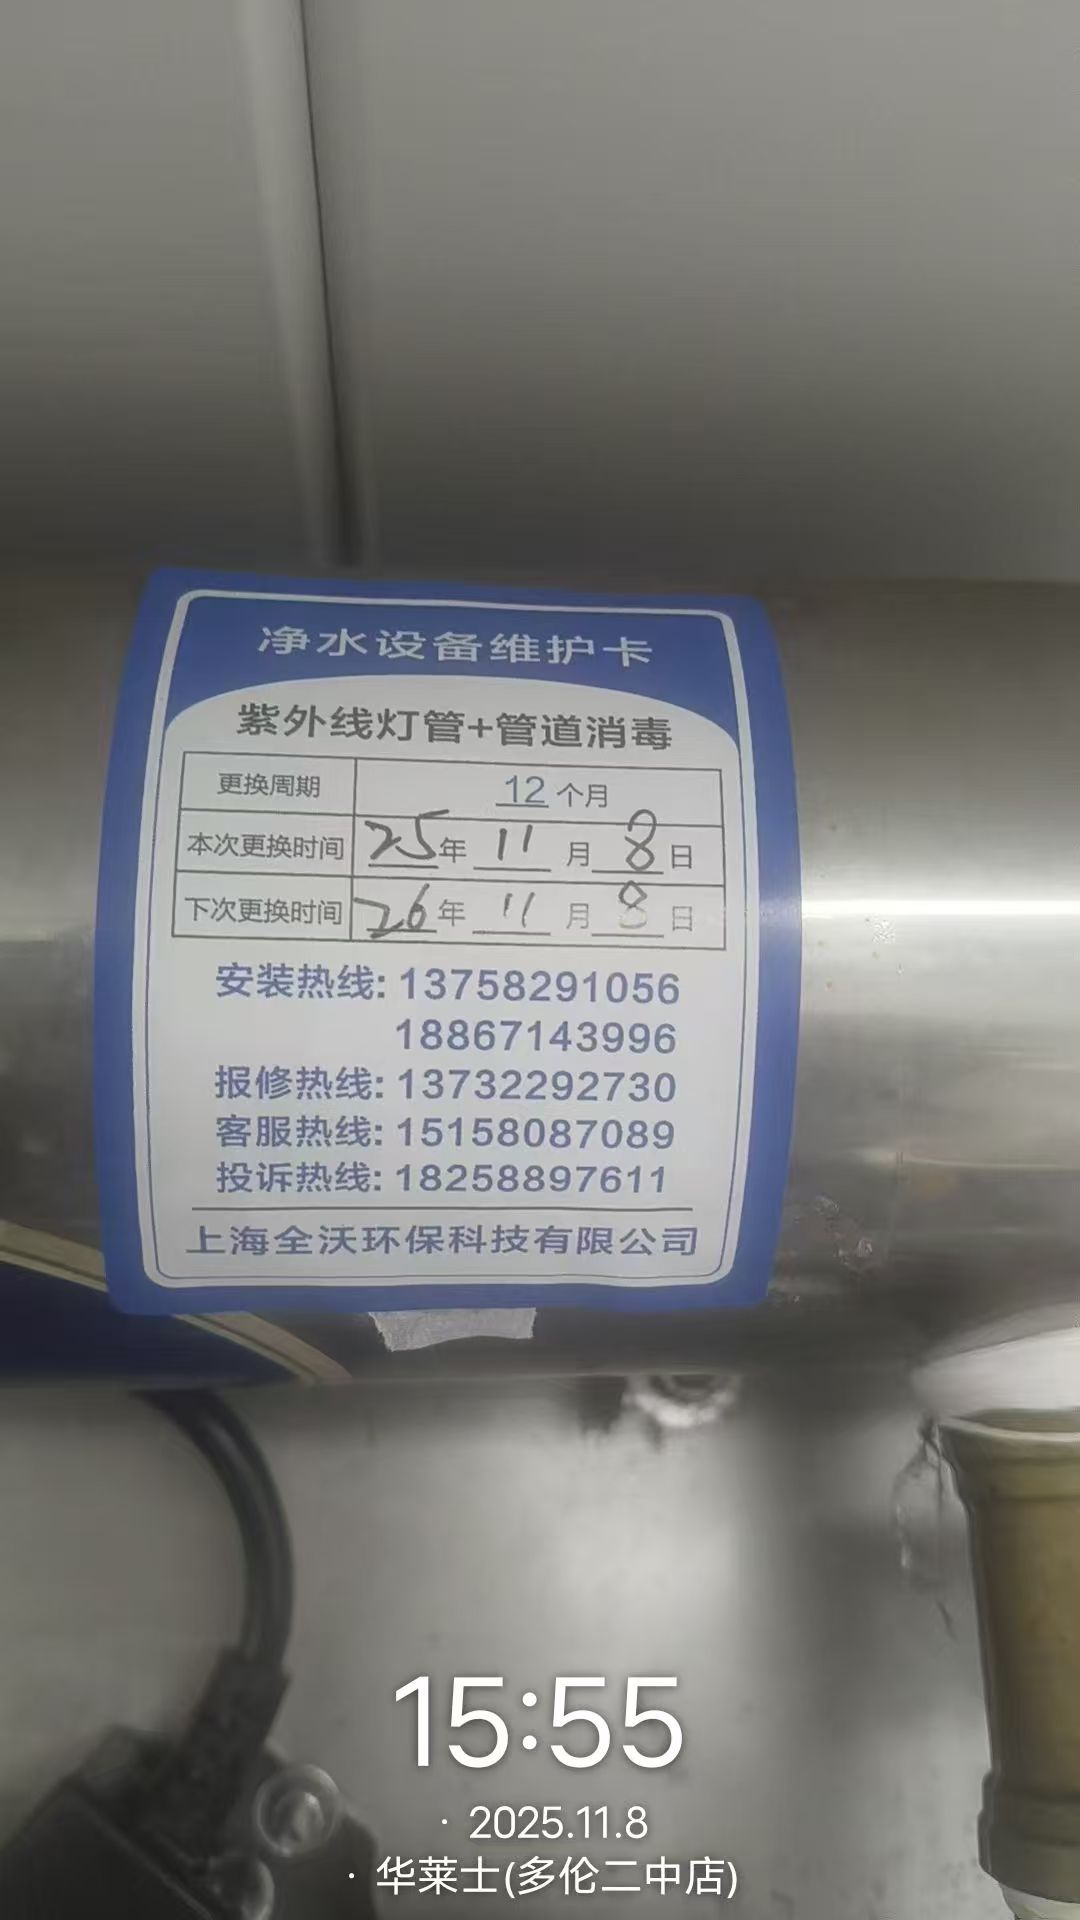 净水设备维护卡
紫外线灯管+管道消毒
更换周期 12 个月
本次更换时间 25年 11 月 8 日
下次更换时间 26年 11 月 8 日
安装热线: 13758291056
18867143996
报修热线: 13732292730
客服热线: 15158087089
投诉热线: 18258897611
上海全沃环保科技有限公司
15:55
· 2025.11.8
· 华莱士(多伦二中店)